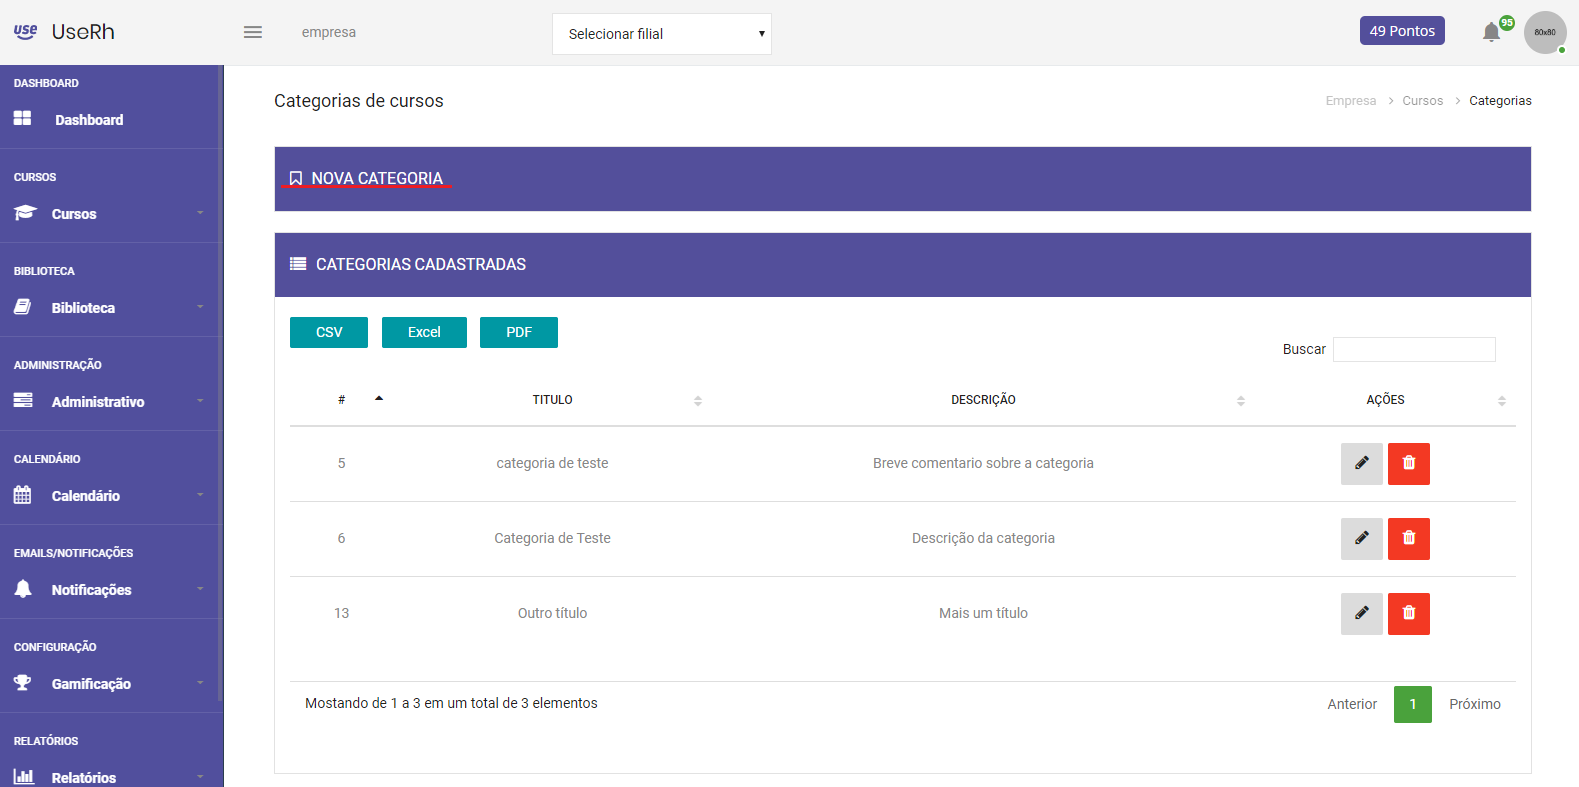 use UseRh
empresa
Selecionar filial
49 Pontos
95
80x80
DASHBOARD
Dashboard
CURSOS
Cursos
BIBLIOTECA
Biblioteca
ADMINISTRAÇÃO
Administrativo
CALENDÁRIO
Calendário
EMAILS/NOTIFICAÇÕES
Notificações
CONFIGURAÇÃO
Gamificação
RELATÓRIOS
Relatórios
Categorias de cursos
Empresa > Cursos > Categorias
NOVA CATEGORIA
CATEGORIAS CADASTRADAS
CSV Excel PDF
Buscar
# TITULO DESCRIÇÃO AÇÕES
5 categoria de teste Breve comentario sobre a categoria
6 Categoria de Teste Descrição da categoria
13 Outro título Mais um título
Mostando de 1 a 3 em um total de 3 elementos
Anterior 1 Próximo